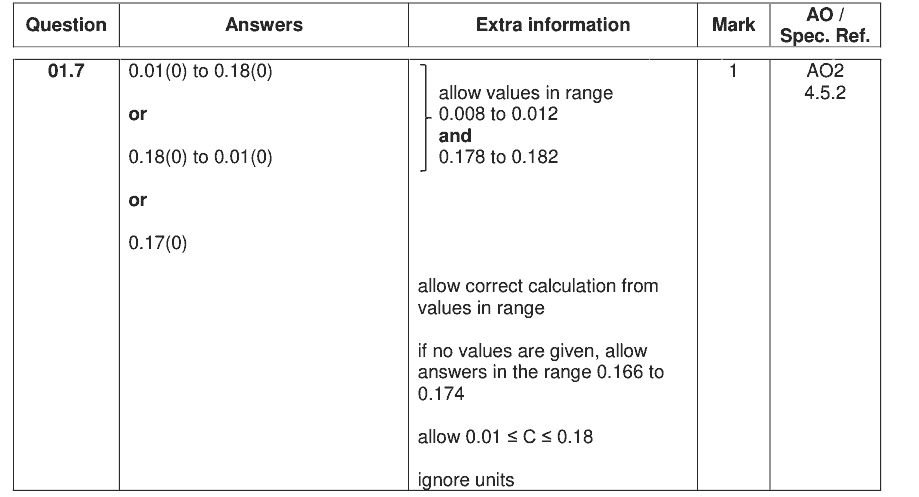 Question Answers Extra information Mark AO /
Spec. Ref.
01.7 0.01(0) to 0.18(0) 1 AO2
allow values in range 4.5.2
or 0.008 to 0.012
and
0.18(0) to 0.01(0) 0.178 to 0.182
or
0.17(0)
allow correct calculation from
values in range
if no values are given, allow
answers in the range 0.166 to
0.174
allow 0.01 ≤ C ≤ 0.18
ignore units